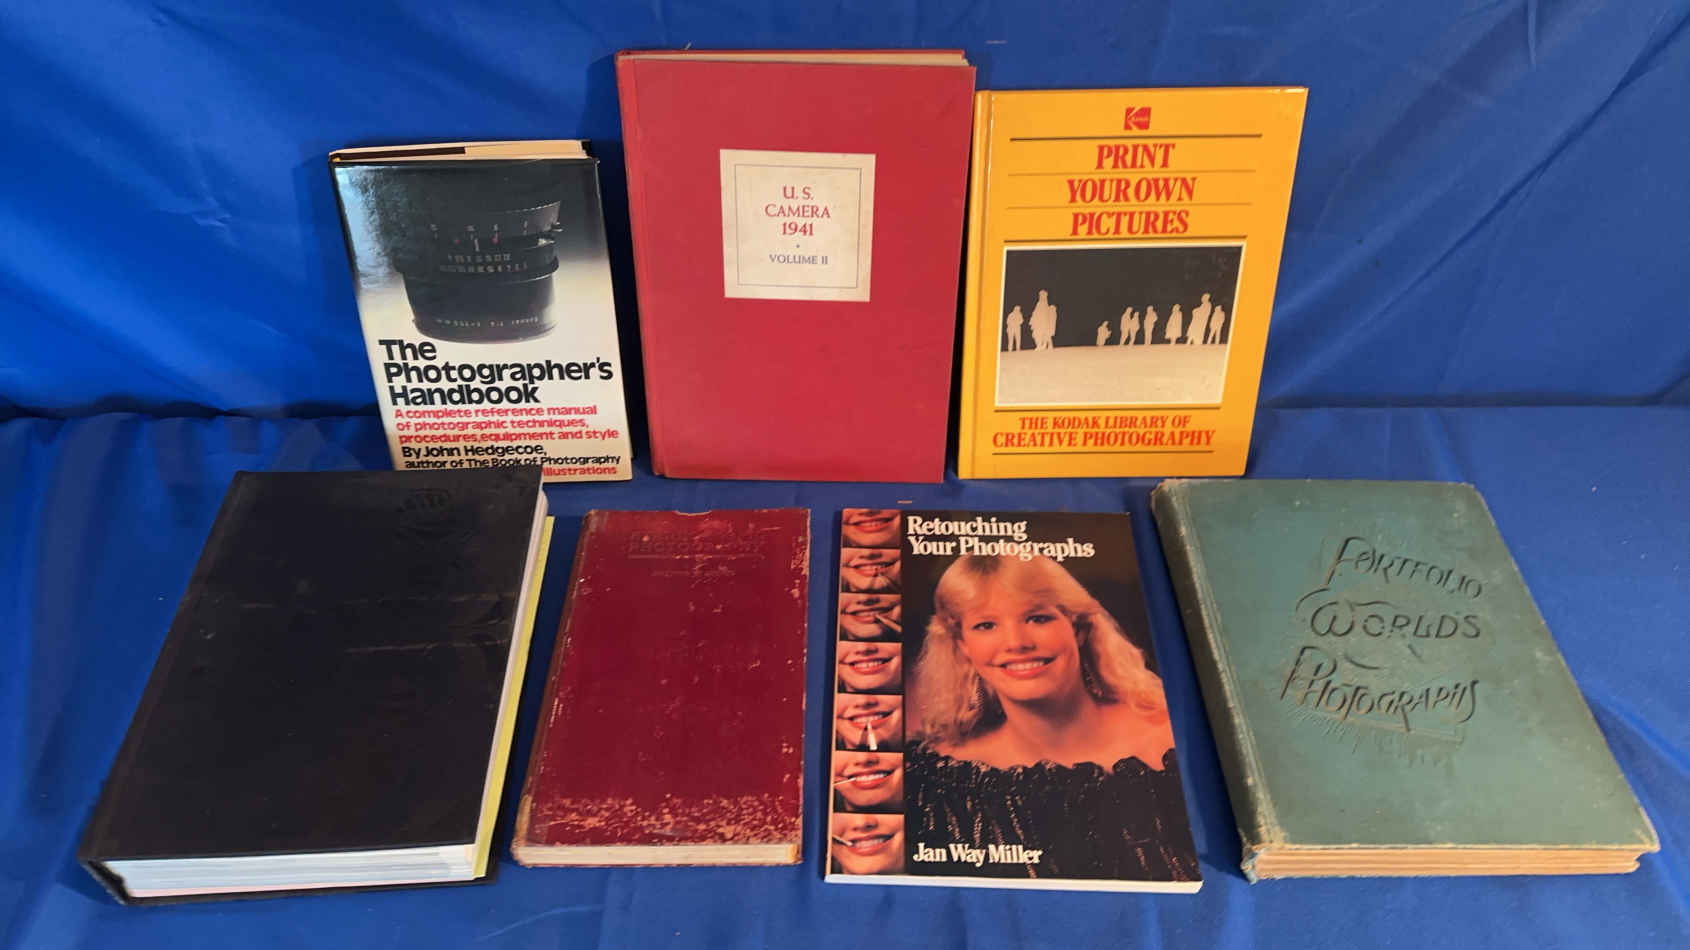 The
Photographer's
Handbook
A complete reference manual
of photographic techniques,
procedures, equipment and style
By John Hedgecoe,
author of The Book of Photography
illustrations
U. S.
CAMERA
1941
VOLUME II
PRINT
YOUR OWN
PICTURES
THE KODAK LIBRARY OF
CREATIVE PHOTOGRAPHY
Retouching
Your Photographs
Jan Way Miller
PORTFOLIO
WORLD'S
PHOTOGRAPHS